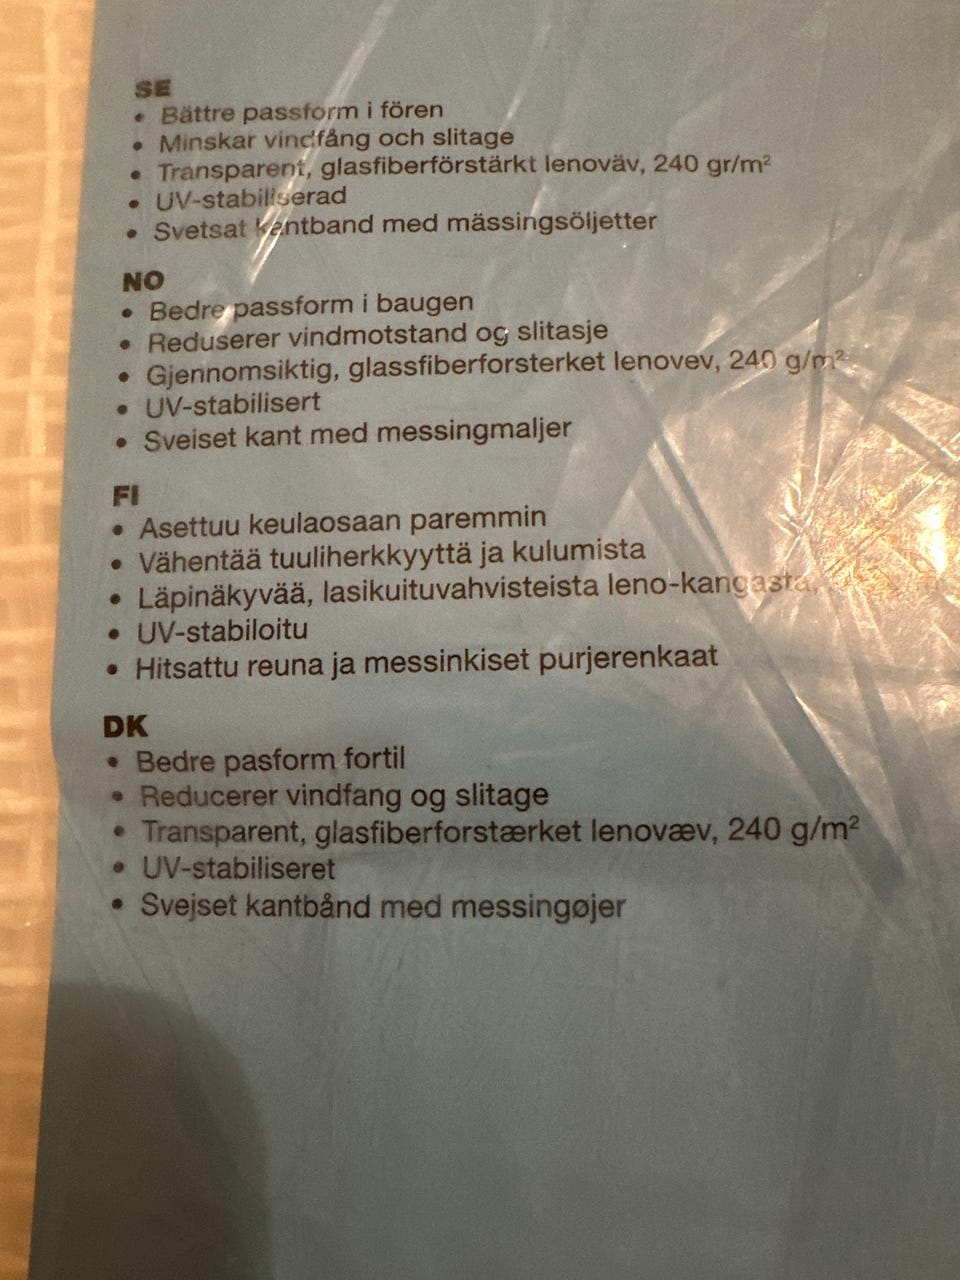 SE
• Bättre passform i fören
• Minskar vindfång och slitage
• Transparent, glasfiberförstärkt lenoväv, 240 gr/m²
• UV-stabiliserad
• Svetsat kantband med mässingsöljetter
NO
• Bedre passform i baugen
• Reduserer vindmotstand og slitasje
• Gjennomsiktig, glassfiberforsterket lenovev, 240 g/m²
• UV-stabilisert
• Sveiset kant med messingmaljer
FI
• Asettuu keulaosaan paremmin
• Vähentää tuuliherkkyyttä ja kulumista
• Läpinäkyvää, lasikuituvahvisteista leno-kangasta,
• UV-stabiloitu
• Hitsattu reuna ja messinkiset purjerenkaat
DK
• Bedre pasform fortil
• Reducerer vindfang og slitage
• Transparent, glasfiberforstærket lenovæv, 240 g/m²
• UV-stabiliseret
• Svejset kantbånd med messingøjer